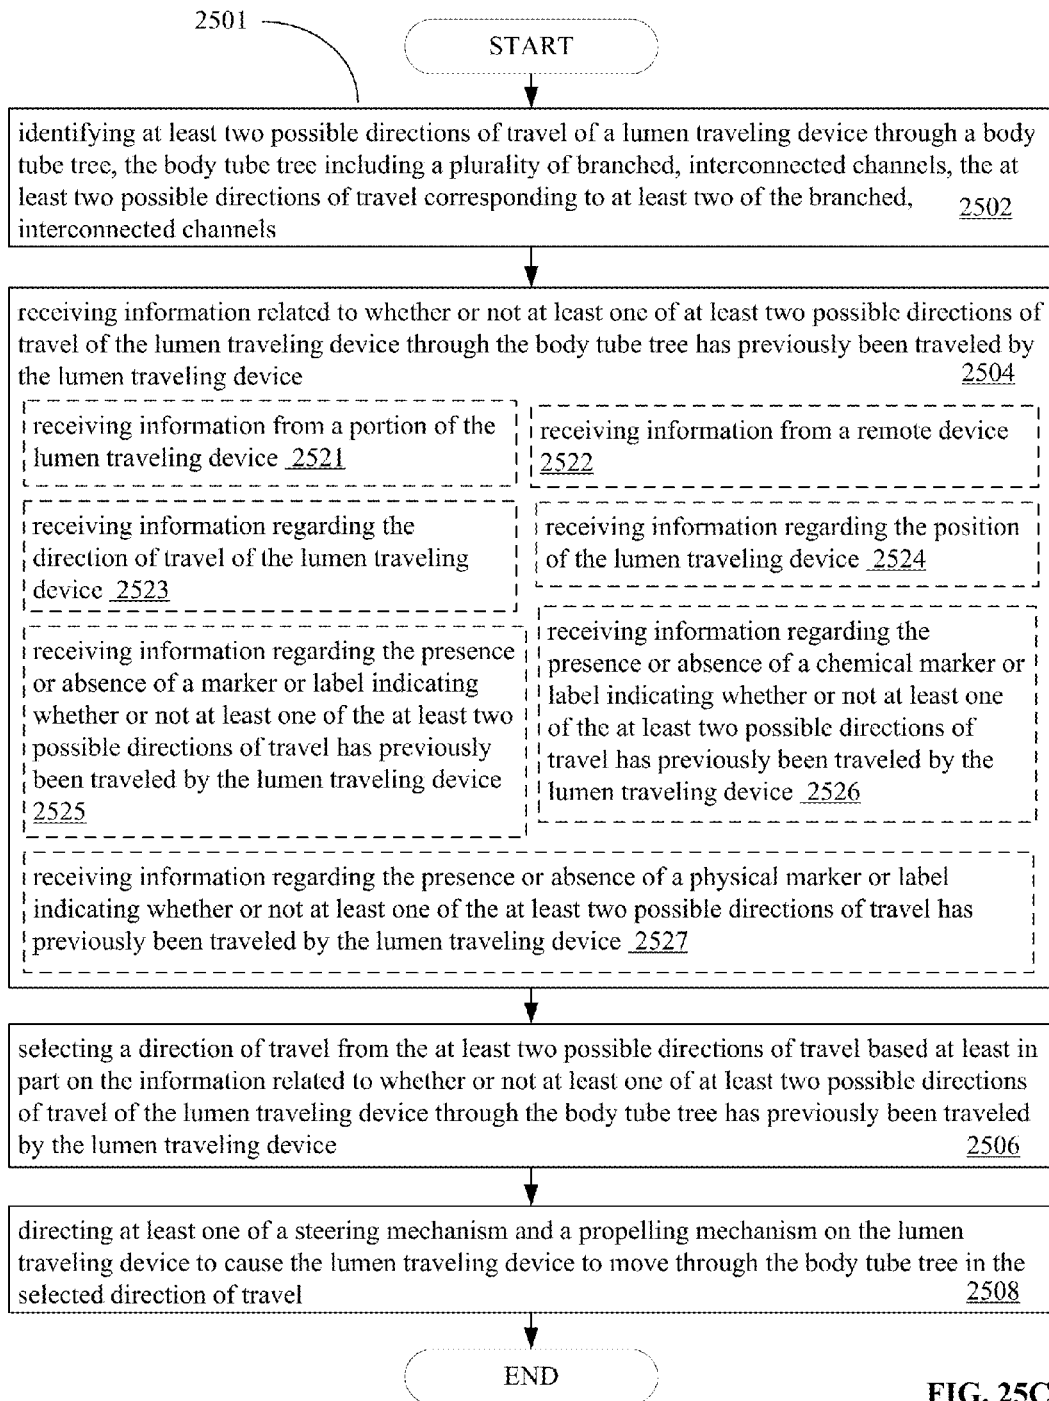 2501
START
identifying at least two possible directions of travel of a lumen traveling device through a body
tube tree, the body tube tree including a plurality of branched, interconnected channels, the at
least two possible directions of travel corresponding to at least two of the branched,
interconnected channels
2502
receiving information related to whether or not at least one of at least two possible directions of
travel of the lumen traveling device through the body tube tree has previously been traveled by
the lumen traveling device
2504
receiving information from a portion of the
lumen traveling device 2521
receiving information from a remote device
2522
receiving information regarding the
direction of travel of the lumen traveling
device 2523
receiving information regarding the position
of the lumen traveling device 2524
receiving information regarding the presence
or absence of a marker or label indicating
whether or not at least one of the at least two
possible directions of travel has previously
been traveled by the lumen traveling device
2525
receiving information regarding the
presence or absence of a chemical marker or
label indicating whether or not at least one
of the at least two possible directions of
travel has previously been traveled by the
lumen traveling device 2526
receiving information regarding the presence or absence of a physical marker or label
indicating whether or not at least one of the at least two possible directions of travel has
previously been traveled by the lumen traveling device 2527
selecting a direction of travel from the at least two possible directions of travel based at least in
part on the information related to whether or not at least one of at least two possible directions
of travel of the lumen traveling device through the body tube tree has previously been traveled
by the lumen traveling device
2506
directing at least one of a steering mechanism and a propelling mechanism on the lumen
traveling device to cause the lumen traveling device to move through the body tube tree in the
selected direction of travel
2508
END
FIG. 25C